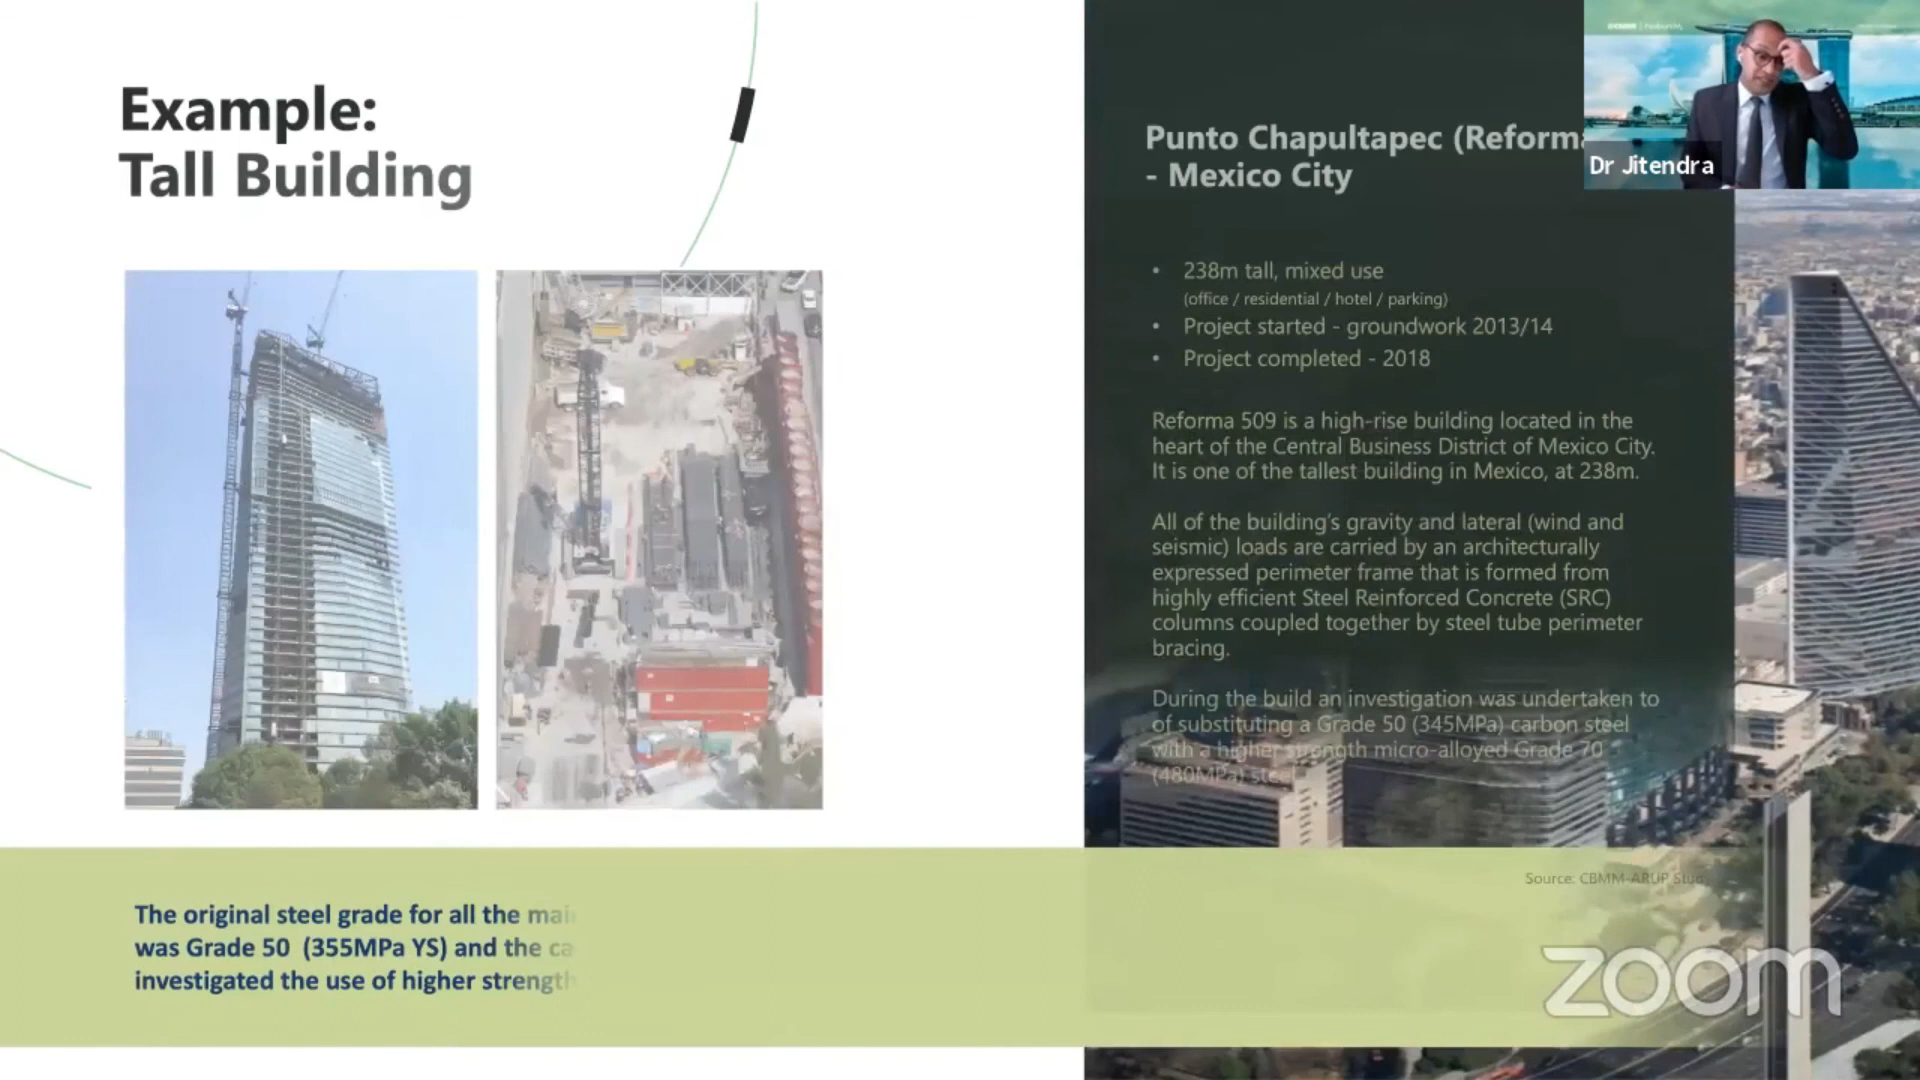 Example:
Tall Building
Punto Chapultapec (Reforma
- Mexico City
Dr Jitendra
• 238m tall, mixed use
(office / residential / hotel / parking)
• Project started - groundwork 2013/14
• Project completed - 2018
Reforma 509 is a high-rise building located in the
heart of the Central Business District of Mexico City.
It is one of the tallest building in Mexico, at 238m.
All of the building's gravity and lateral (wind and
seismic) loads are carried by an architecturally
expressed perimeter frame that is formed from
highly efficient Steel Reinforced Concrete (SRC)
columns coupled together by steel tube perimeter
bracing.
During the build an investigation was undertaken to
of substituting a Grade 50 (345MPa) carbon steel
with a higher strength micro-alloyed Grade 70
(480MPa) steel
Source: CBMM-ARUP Stud
The original steel grade for all the mai
was Grade 50 (355MPa YS) and the ca
investigated the use of higher strength
zoom